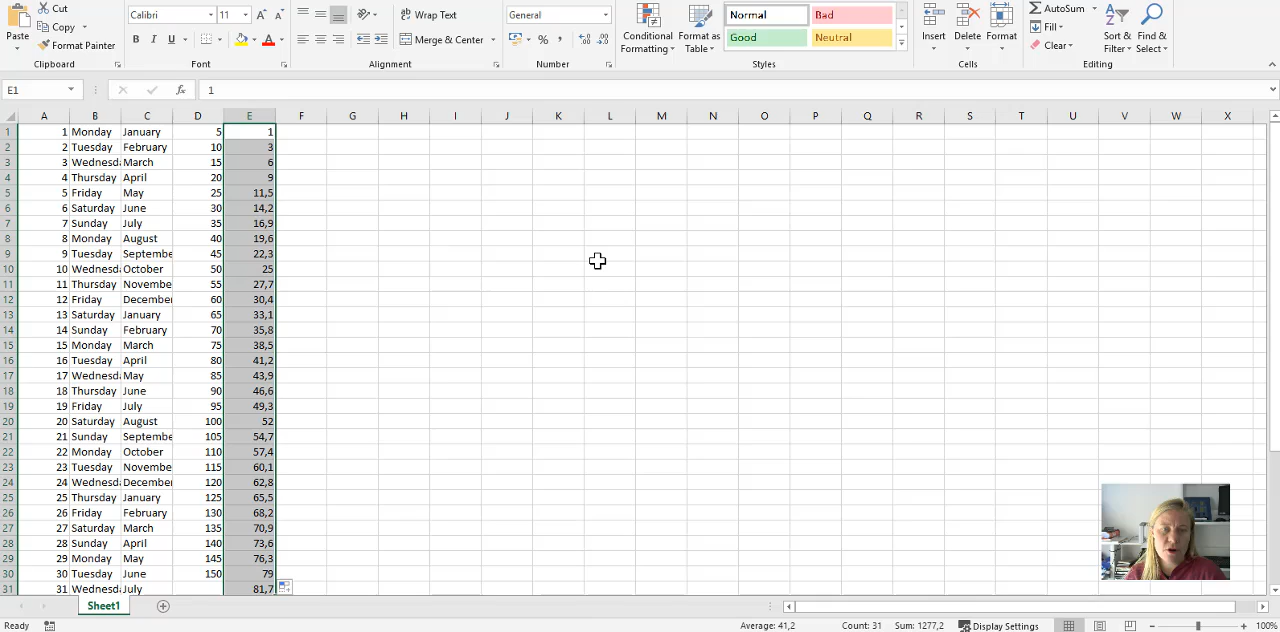 Cut
Copy
Format Painter
Paste
Clipboard
Calibri 11
B I U
Font
Wrap Text
Merge & Center
Alignment
General
Number
Conditional Formatting
Format as Table
Normal Bad
Good Neutral
Styles
Insert Delete Format
Cells
AutoSum
Fill
Clear
Sort & Filter
Find & Select
Editing
E1 fx 1
A B C D E F G H I J K L M N O P Q R S T U V W X
1 1 Monday January 5 1
2 2 Tuesday February 10 3
3 3 Wednesda March 15 6
4 4 Thursday April 20 9
5 5 Friday May 25 11,5
6 6 Saturday June 30 14,2
7 7 Sunday July 35 16,9
8 8 Monday August 40 19,6
9 9 Tuesday Septembe 45 22,3
10 10 Wednesda October 50 25
11 11 Thursday Novembe 55 27,7
12 12 Friday December 60 30,4
13 13 Saturday January 65 33,1
14 14 Sunday February 70 35,8
15 15 Monday March 75 38,5
16 16 Tuesday April 80 41,2
17 17 Wednesda May 85 43,9
18 18 Thursday June 90 46,6
19 19 Friday July 95 49,3
20 20 Saturday August 100 52
21 21 Sunday Septembe 105 54,7
22 22 Monday October 110 57,4
23 23 Tuesday Novembe 115 60,1
24 24 Wednesda December 120 62,8
25 25 Thursday January 125 65,5
26 26 Friday February 130 68,2
27 27 Saturday March 135 70,9
28 28 Sunday April 140 73,6
29 29 Monday May 145 76,3
30 30 Tuesday June 150 79
31 31 Wednesda July 81,7
Sheet1
Ready Average: 41,2 Count: 31 Sum: 1277,2 Display Settings 100%